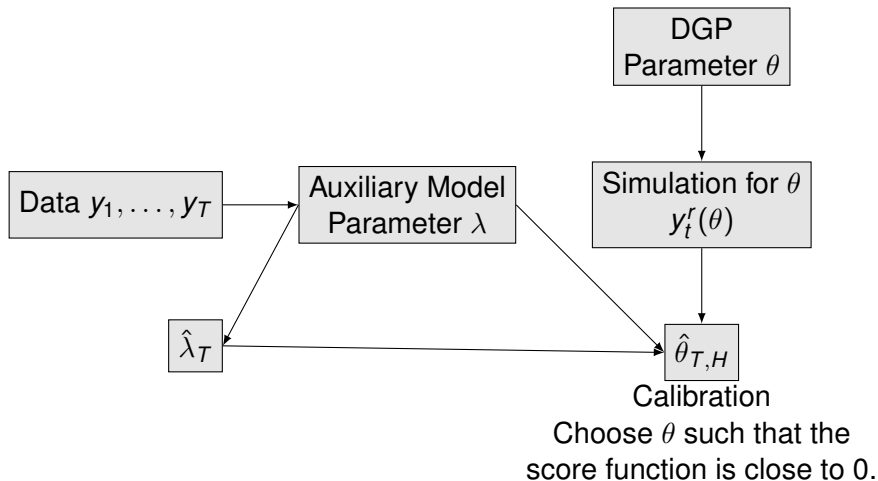 DGP
Parameter θ
Data y₁, . . . , y_T
Auxiliary Model
Parameter λ
Simulation for θ
yₜʳ(θ)
λ̂_T
θ̂_{T,H}
Calibration
Choose θ such that the
score function is close to 0.